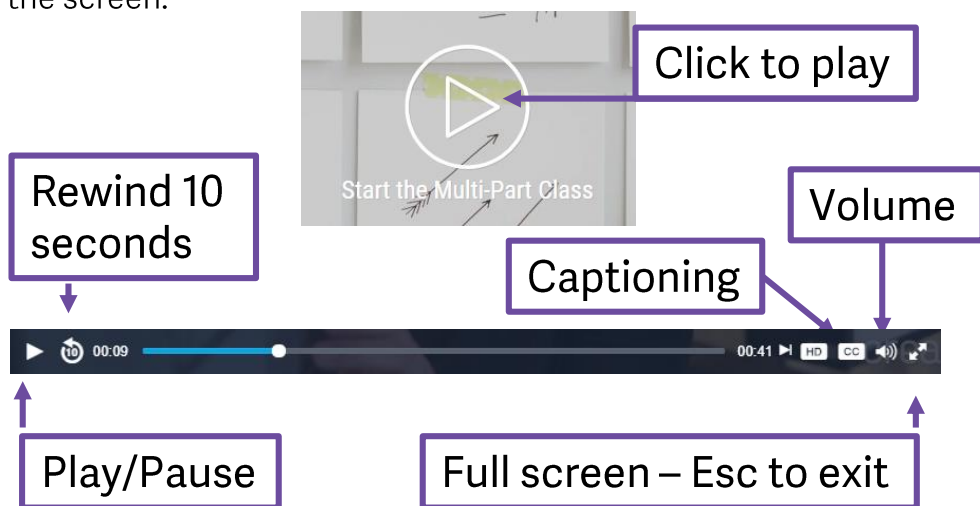 the screen.
Click to play
Start the Multi-Part Class
Rewind 10
seconds
Volume
Captioning
10 00:09 00:41 HD CC
Play/Pause
Full screen – Esc to exit